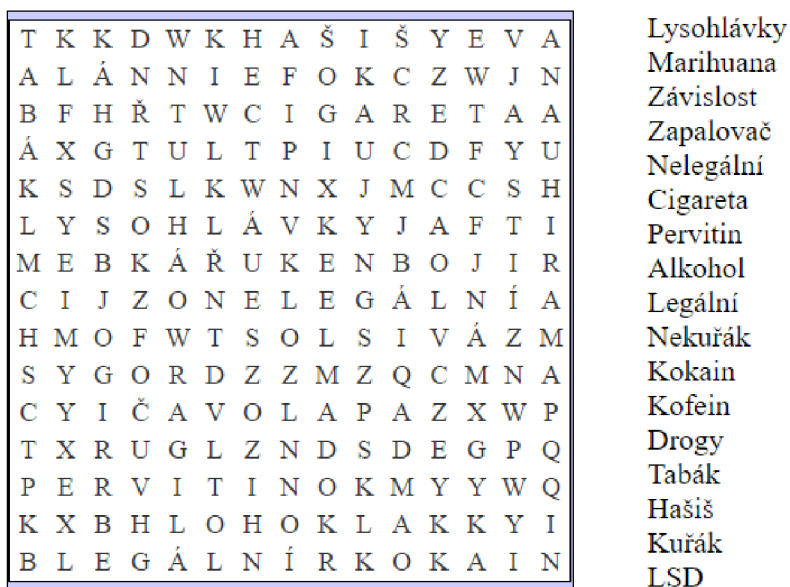 T K K D W K H A Š I Š Y E V A
A L Á N N I E F O K C Z W J N
B F H Ř T W C I G A R E T A A
Á X G T U L T P I U C D F Y U
K S D S L K W N X J M C C S H
L Y S O H L Á V K Y J A F T I
M E B K Á Ř U K E N B O J I R
C I J Z O N E L E G Á L N Í A
H M O F W T S O L S I V Á Z M
S Y G O R D Z Z M Z Q C M N A
C Y I Č A V O L A P A Z X W P
T X R U G L Z N D S D E G P Q
P E R V I T I N O K M Y Y W Q
K X B H L O H O K L A K K Y I
B L E G Á L N Í R K O K A I N
Lysohlávky
Marihuana
Závislost
Zapalovač
Nelegální
Cigareta
Pervitin
Alkohol
Legální
Nekuřák
Kokain
Kofein
Drogy
Tabák
Hašiš
Kuřák
LSD